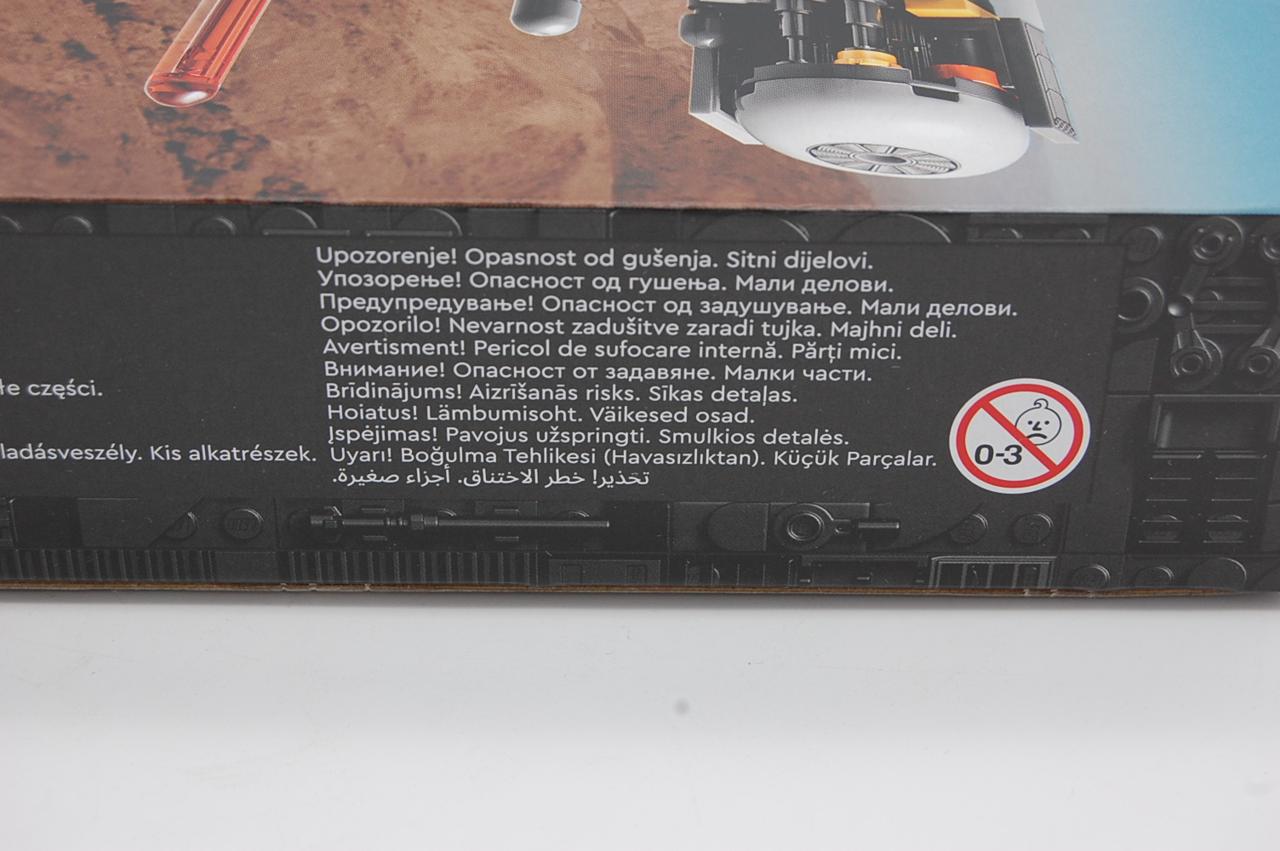 Upozorenje! Opasnost od gušenja. Sitni dijelovi.
Упозорење! Опасност од гушења. Мали делови.
Предупредување! Опасност од задушување. Мали делови.
Opozorilo! Nevarnost zadušitve zaradi tujka. Majhni deli.
Avertisment! Pericol de sufocare internă. Părți mici.
Внимание! Опасност от задавяне. Малки части.
części.
Brīdinājums! Aizrīšanās risks. Sīkas detaļas.
Hoiatus! Lämbumisoht. Väikesed osad.
Įspėjimas! Pavojus užspringti. Smulkios detalės.
ladásveszély. Kis alkatrészek.
Uyarı! Boğulma Tehlikesi (Havasızlıktan). Küçük Parçalar.
تحذير! خطر الاختناق. أجزاء صغيرة.
0-3